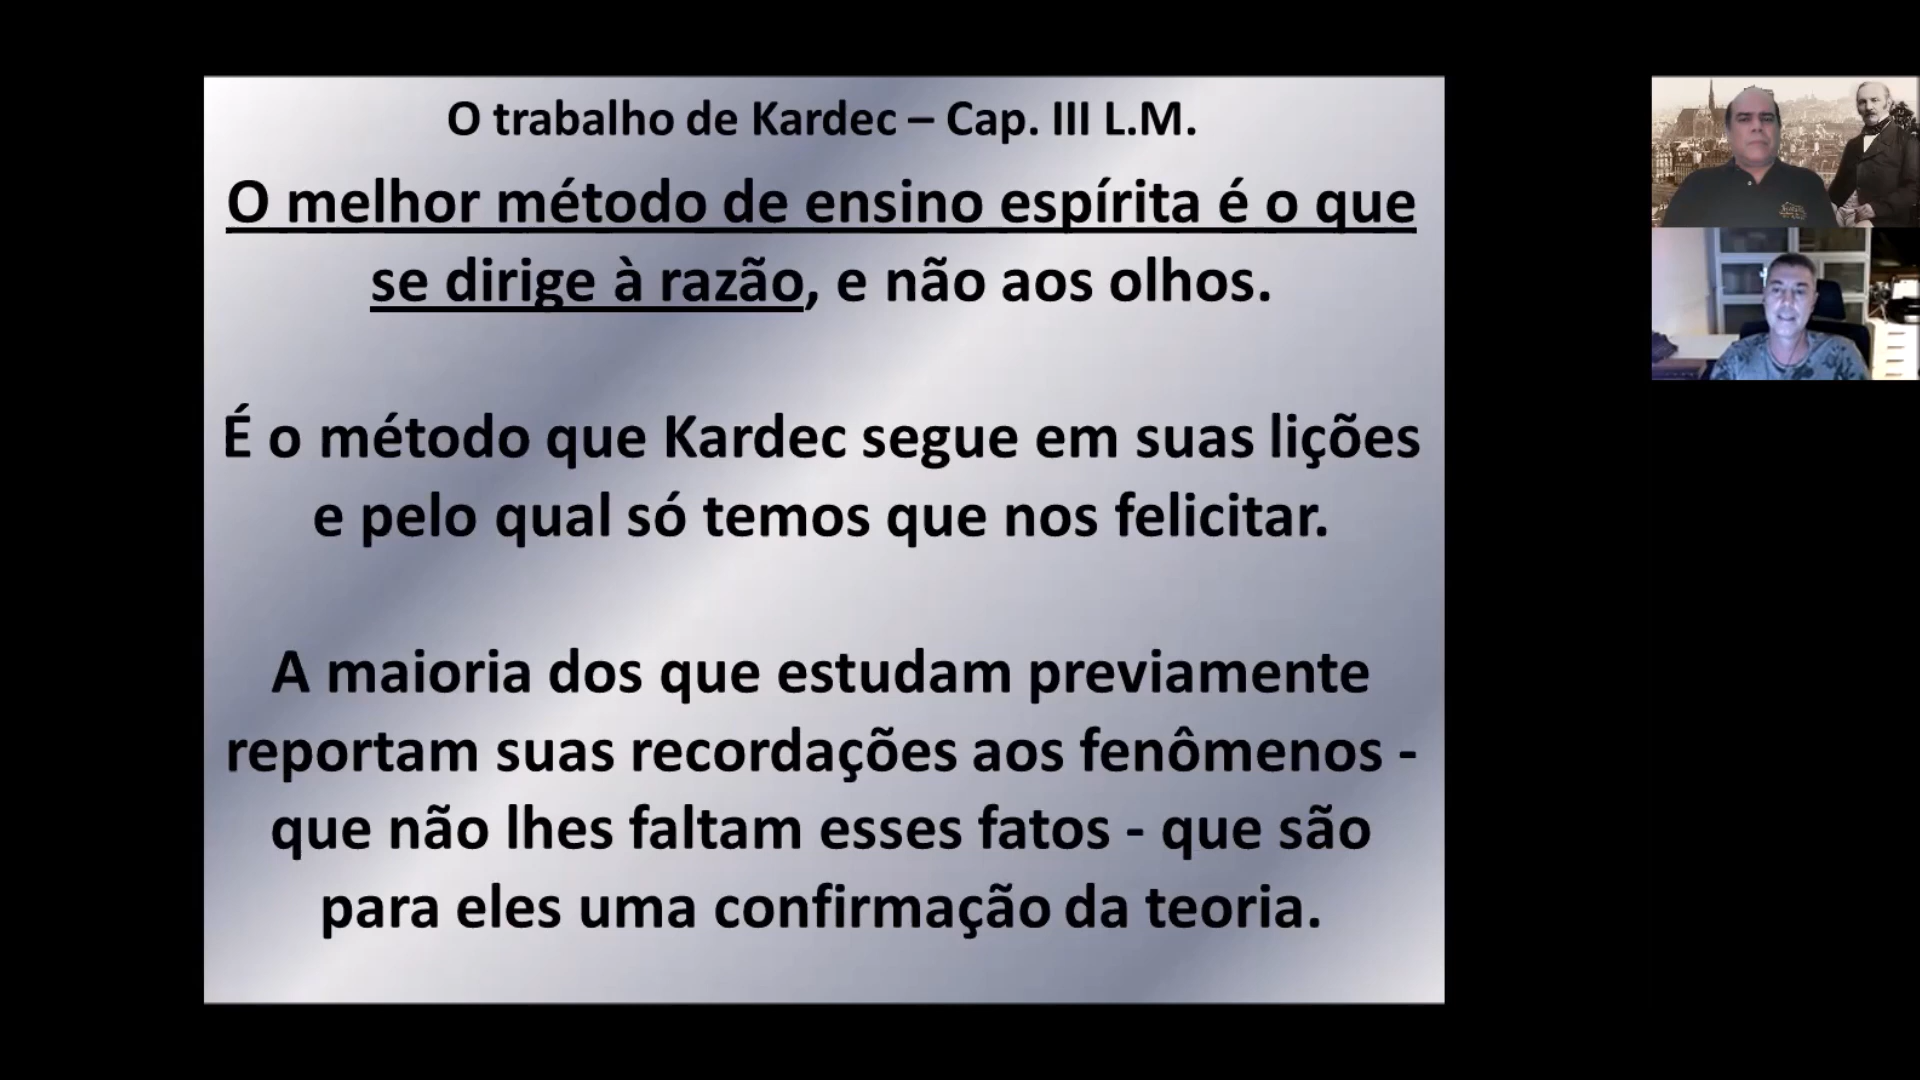 O trabalho de Kardec – Cap. III L.M.
O melhor método de ensino espírita é o que
se dirige à razão, e não aos olhos.
É o método que Kardec segue em suas lições
e pelo qual só temos que nos felicitar.
A maioria dos que estudam previamente
reportam suas recordações aos fenômenos -
que não lhes faltam esses fatos - que são
para eles uma confirmação da teoria.